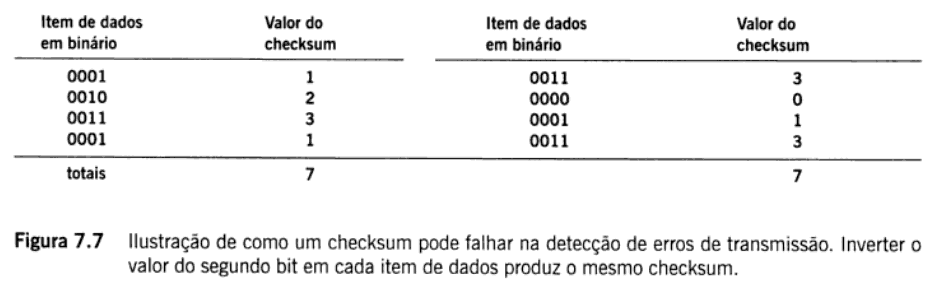 Item de dados Valor do Item de dados Valor do
em binário checksum em binário checksum
0001 1 0011 3
0010 2 0000 0
0011 3 0001 1
0001 1 0011 3
totais 7 7
Figura 7.7 Ilustração de como um checksum pode falhar na detecção de erros de transmissão. Inverter o
valor do segundo bit em cada item de dados produz o mesmo checksum.